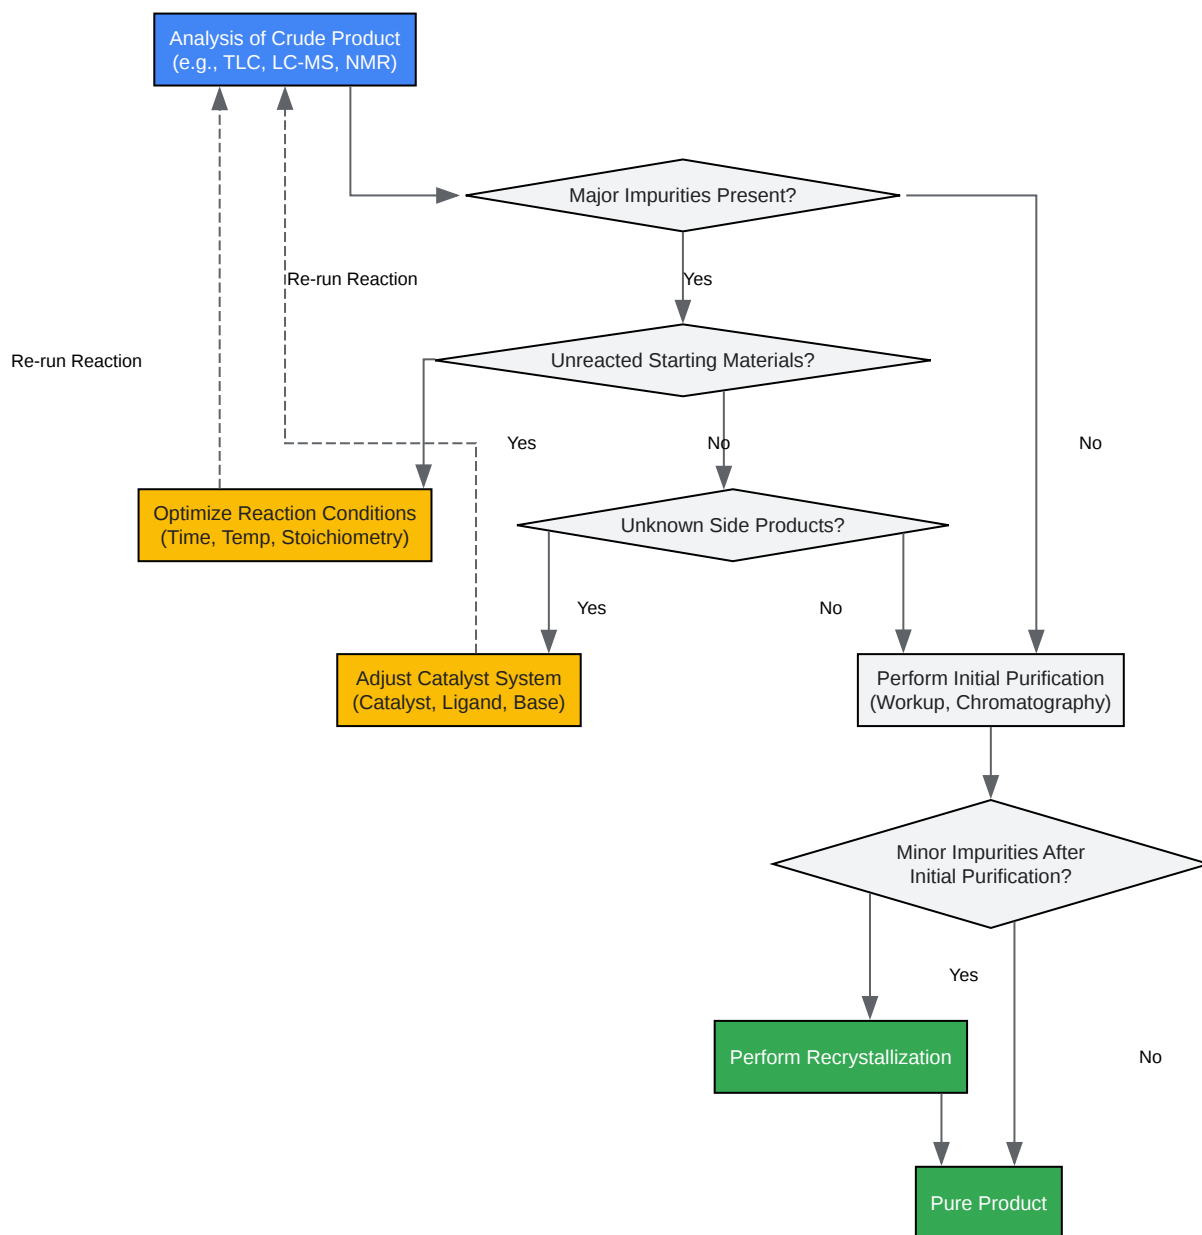 Analysis of Crude Product
(e.g., TLC, LC-MS, NMR)
Major Impurities Present?
Re-run Reaction
Yes
Unreacted Starting Materials?
Re-run Reaction
Yes
No
No
Optimize Reaction Conditions
(Time, Temp, Stoichiometry)
Unknown Side Products?
Yes
No
Adjust Catalyst System
(Catalyst, Ligand, Base)
Perform Initial Purification
(Workup, Chromatography)
Minor Impurities After
Initial Purification?
Yes
Perform Recrystallization
No
Pure Product